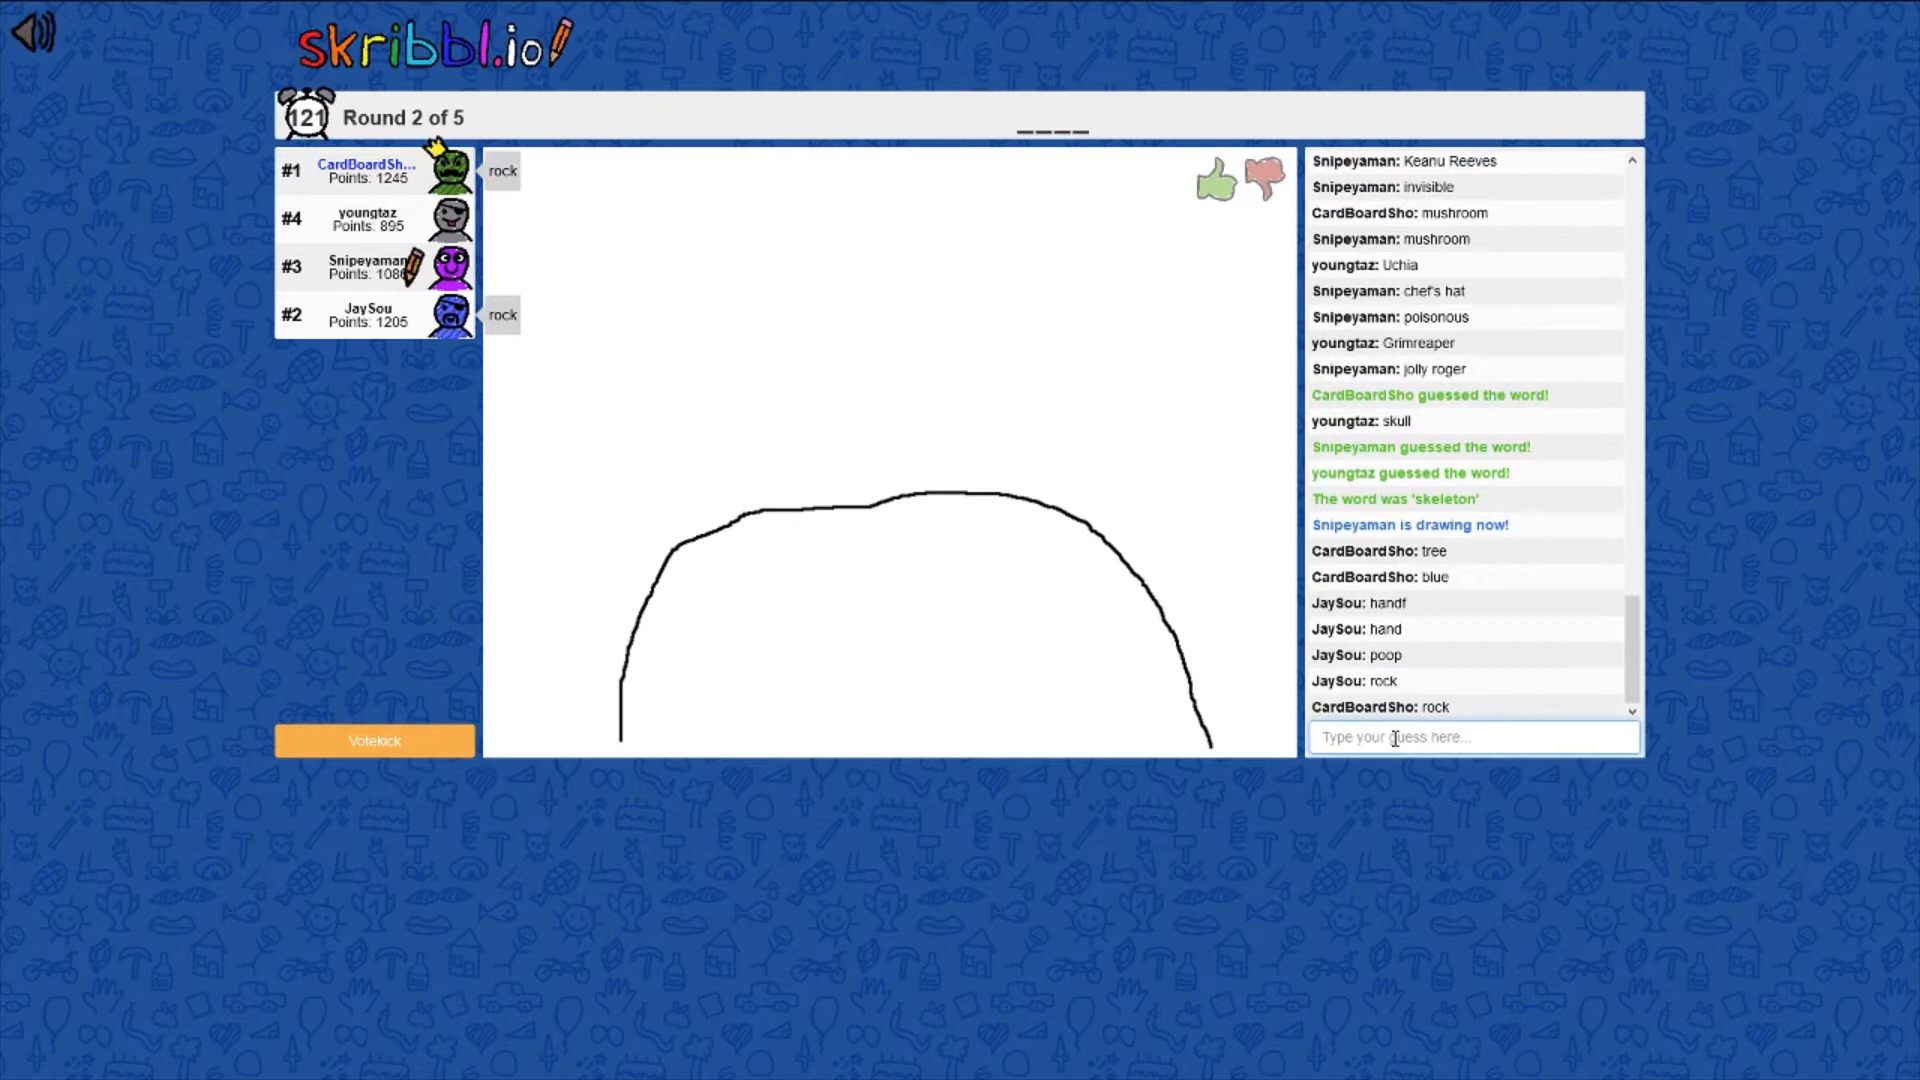 skribbl.io
121
Round 2 of 5
____
#1
CardBoardSh...
Points: 1245
rock
#4
youngtaz
Points: 895
#3
Snipeyaman
Points: 1086
#2
JaySou
Points: 1205
rock
Votekick
Snipeyaman: Keanu Reeves
Snipeyaman: invisible
CardBoardSho: mushroom
Snipeyaman: mushroom
youngtaz: Uchia
Snipeyaman: chef's hat
Snipeyaman: poisonous
youngtaz: Grimreaper
Snipeyaman: jolly roger
CardBoardSho guessed the word!
youngtaz: skull
Snipeyaman guessed the word!
youngtaz guessed the word!
The word was 'skeleton'
Snipeyaman is drawing now!
CardBoardSho: tree
CardBoardSho: blue
JaySou: handf
JaySou: hand
JaySou: poop
JaySou: rock
CardBoardSho: rock
Type your guess here...